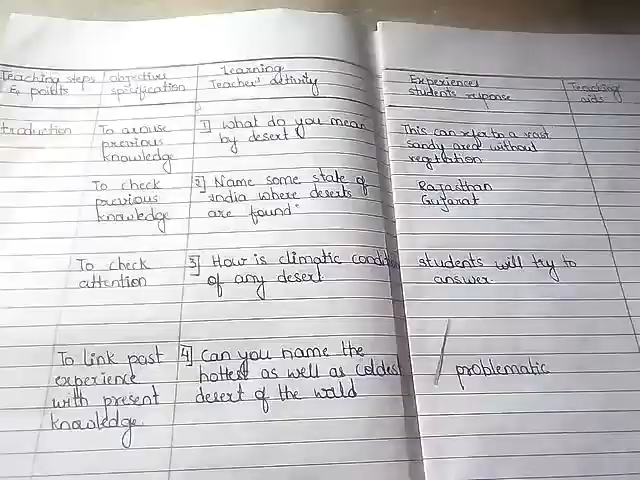 Teaching steps & points
objectives specification
Learning Teacher's activity
Experiences students response
Teaching aids
troduction
To arouse previous knowledge
1] What do you mean by desert
This can refer to a vast sandy area without vegetation
To check previous knowledge
2] Name some state of India where deserts are found
Rajasthan
Gujarat
To check attention
3] How is climatic condi of any desert
students will try to answer.
To link past experience with present knowledge
4] Can you name the hottest as well as coldest desert of the world
problematic